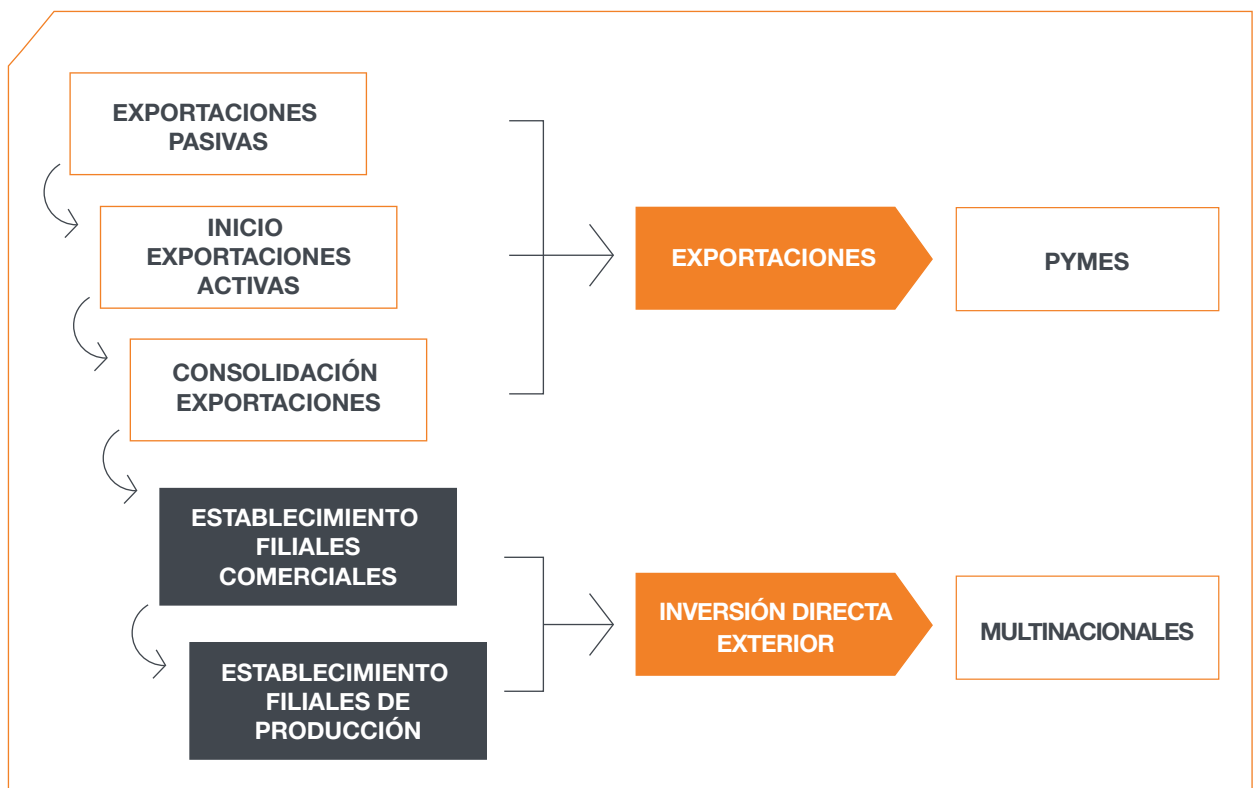 EXPORTACIONES
PASIVAS
INICIO
EXPORTACIONES
ACTIVAS
CONSOLIDACIÓN
EXPORTACIONES
EXPORTACIONES
PYMES
ESTABLECIMIENTO
FILIALES
COMERCIALES
ESTABLECIMIENTO
FILIALES DE
PRODUCCIÓN
INVERSIÓN DIRECTA
EXTERIOR
MULTINACIONALES